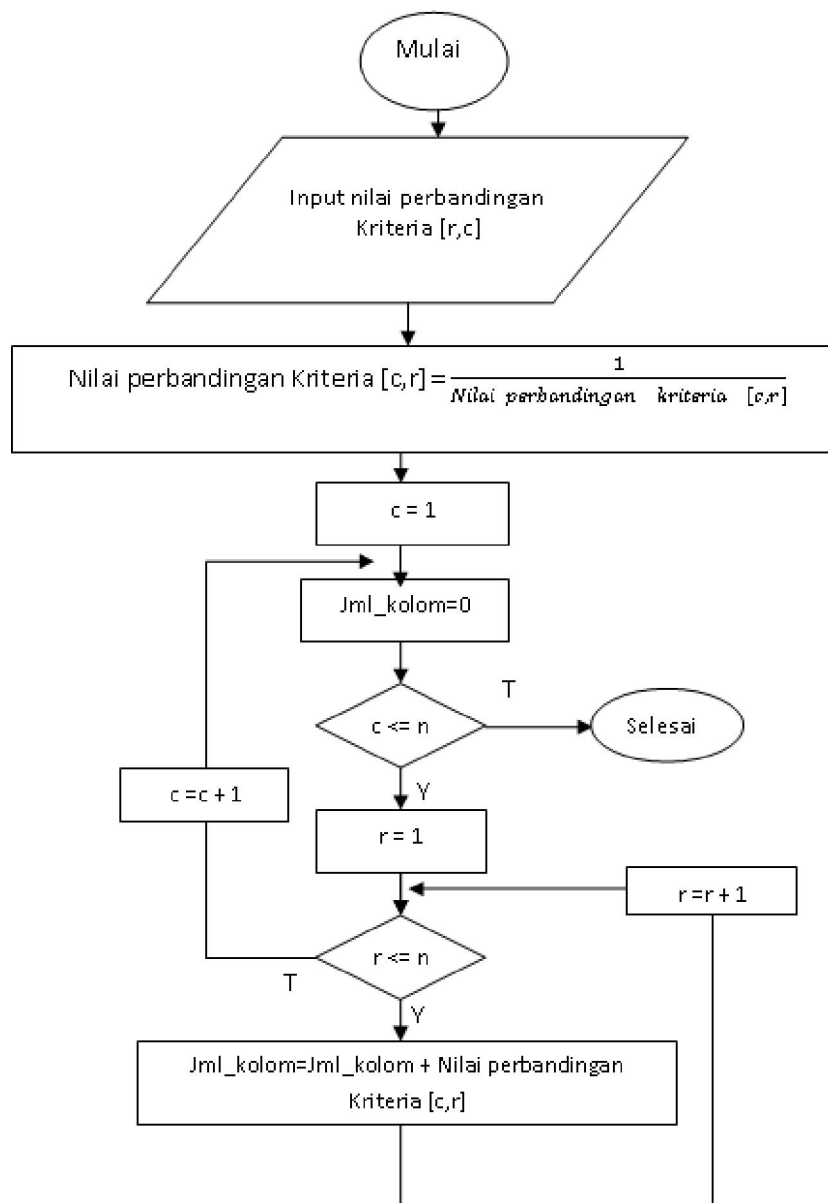 Mulai
Input nilai perbandingan
Kriteria [r,c]
Nilai perbandingan Kriteria [c,r] = 1 / Nilai perbandingan kriteria [c,r]
c = 1
Jml_kolom=0
T
c <= n
Selesai
Y
c =c + 1
r = 1
r =r + 1
r <= n
T
Y
Jml_kolom=Jml_kolom + Nilai perbandingan
Kriteria [c,r]